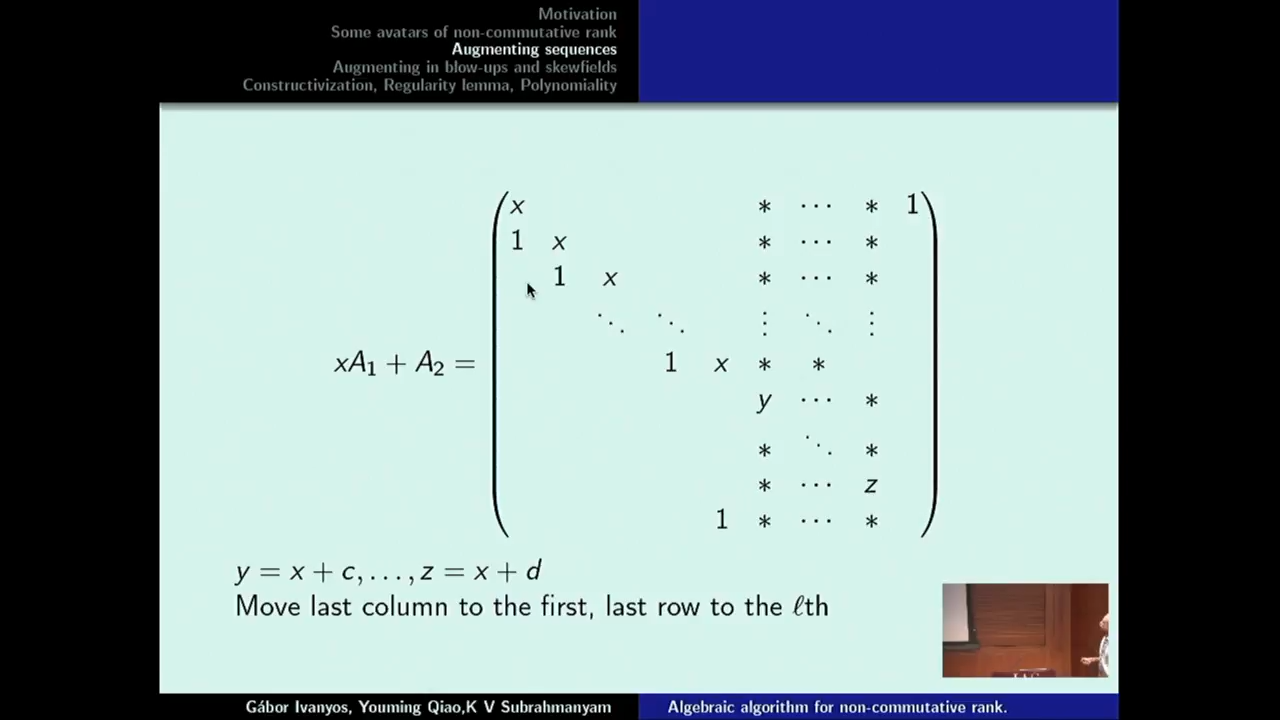 Motivation
Some avatars of non-commutative rank
Augmenting sequences
Augmenting in blow-ups and skewfields
Constructivization, Regularity lemma, Polynomiality
x * ⋯ * 1
1 x * ⋯ *
1 x * ⋯ *
⋱ ⋱ ⋮ ⋱ ⋮
xA₁ + A₂ = 1 x * *
y ⋯ *
* ⋱ *
* ⋯ z
1 * ⋯ *
y = x + c, . . . , z = x + d
Move last column to the first, last row to the ℓth
Gábor Ivanyos, Youming Qiao,K V Subrahmanyam
Algebraic algorithm for non-commutative rank.